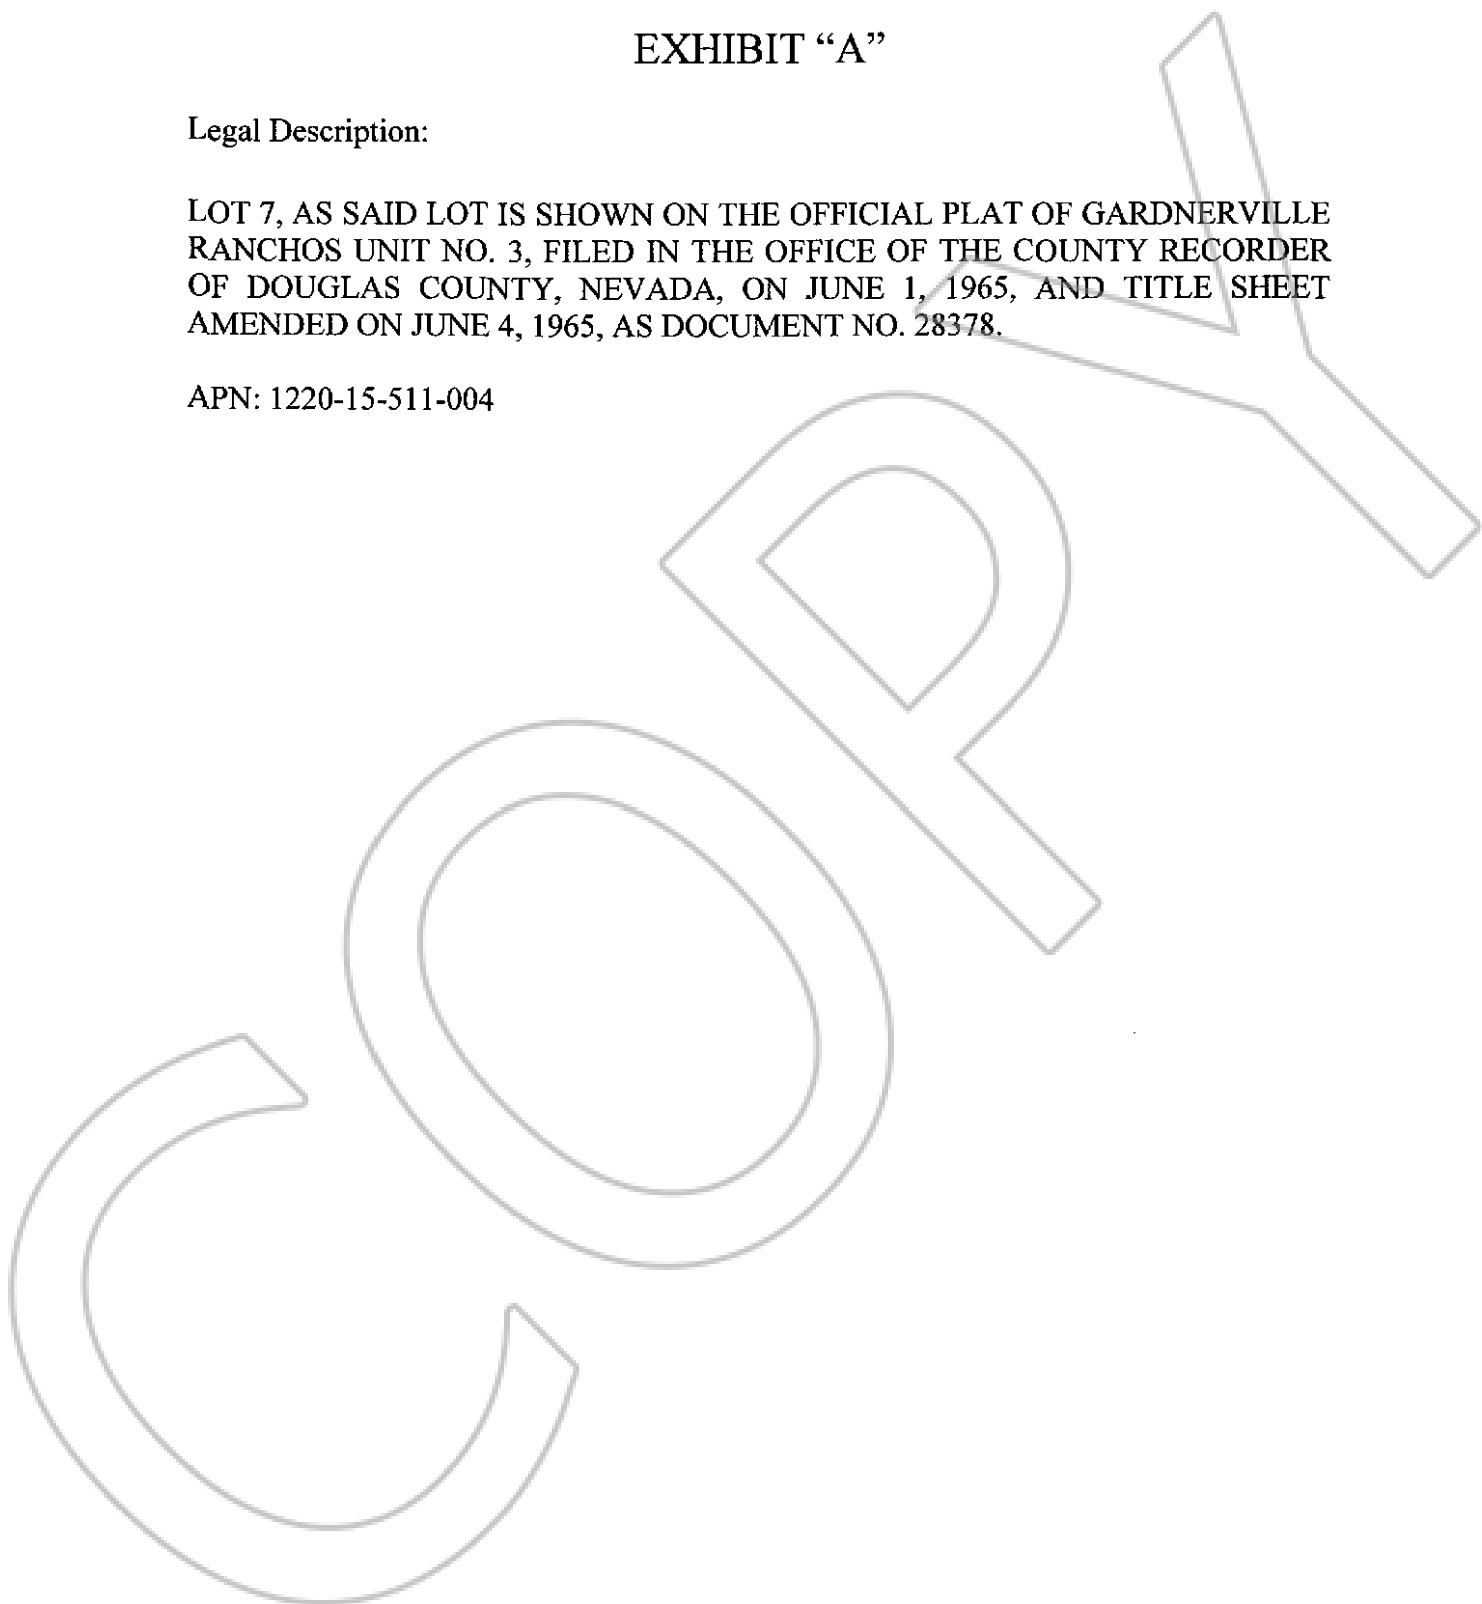 EXHIBIT “A”
Legal Description:
LOT 7, AS SAID LOT IS SHOWN ON THE OFFICIAL PLAT OF GARDNERVILLE
RANCHOS UNIT NO. 3, FILED IN THE OFFICE OF THE COUNTY RECORDER
OF DOUGLAS COUNTY, NEVADA, ON JUNE 1, 1965, AND TITLE SHEET
AMENDED ON JUNE 4, 1965, AS DOCUMENT NO. 28378.
APN: 1220-15-511-004
COPY